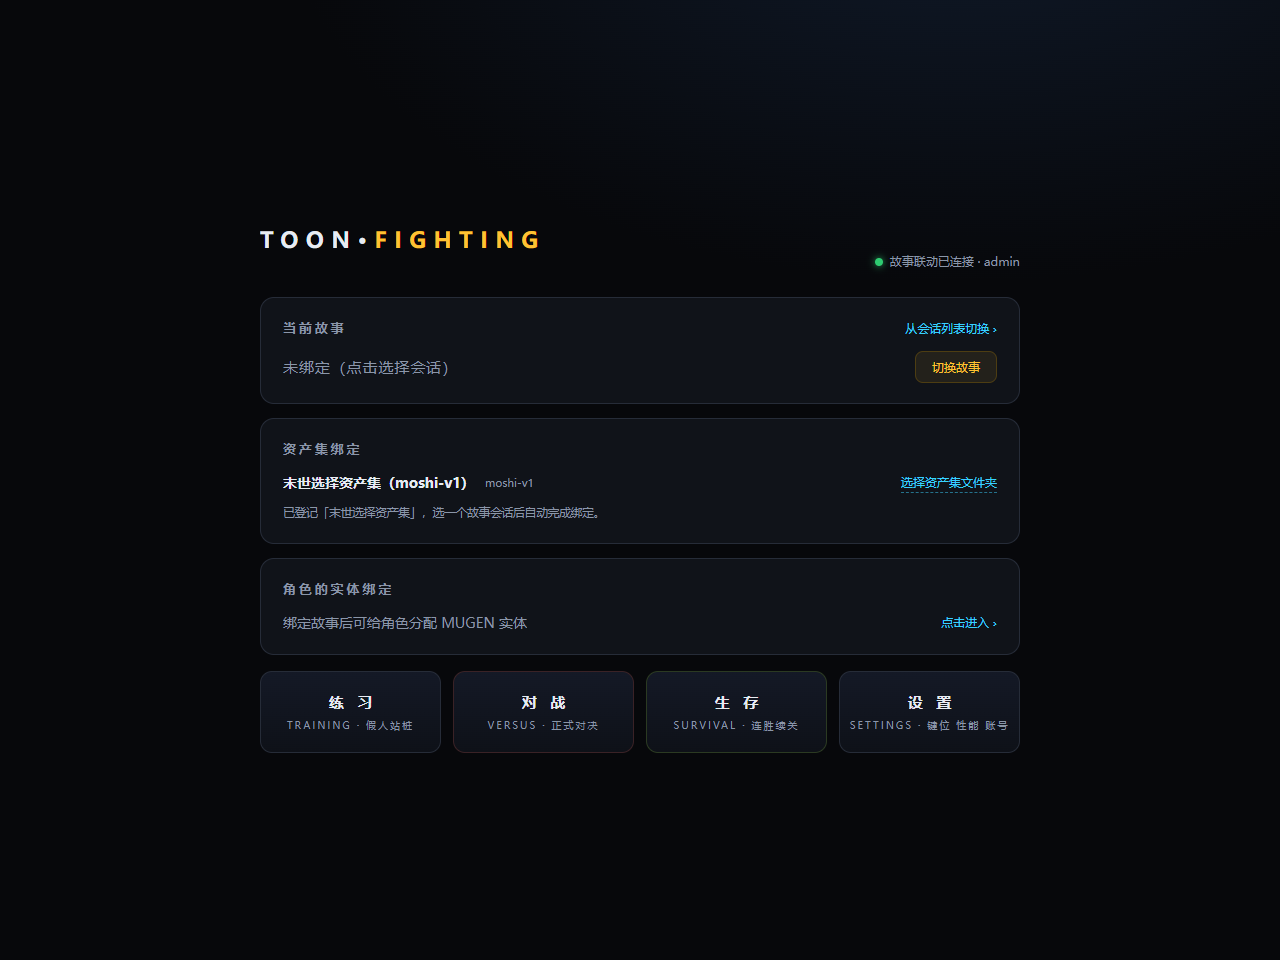 TOON•FIGHTING
故事联动已连接 · admin
当前故事
从会话列表切换 ›
未绑定（点击选择会话）
切换故事
资产集绑定
末世选择资产集（moshi-v1）
moshi-v1
选择资产集文件夹
已登记「末世选择资产集」，选一个故事会话后自动完成绑定。
角色的实体绑定
绑定故事后可给角色分配 MUGEN 实体
点击进入 ›
练 习
TRAINING · 假人站桩
对 战
VERSUS · 正式对决
生 存
SURVIVAL · 连胜续关
设 置
SETTINGS · 键位 性能 账号